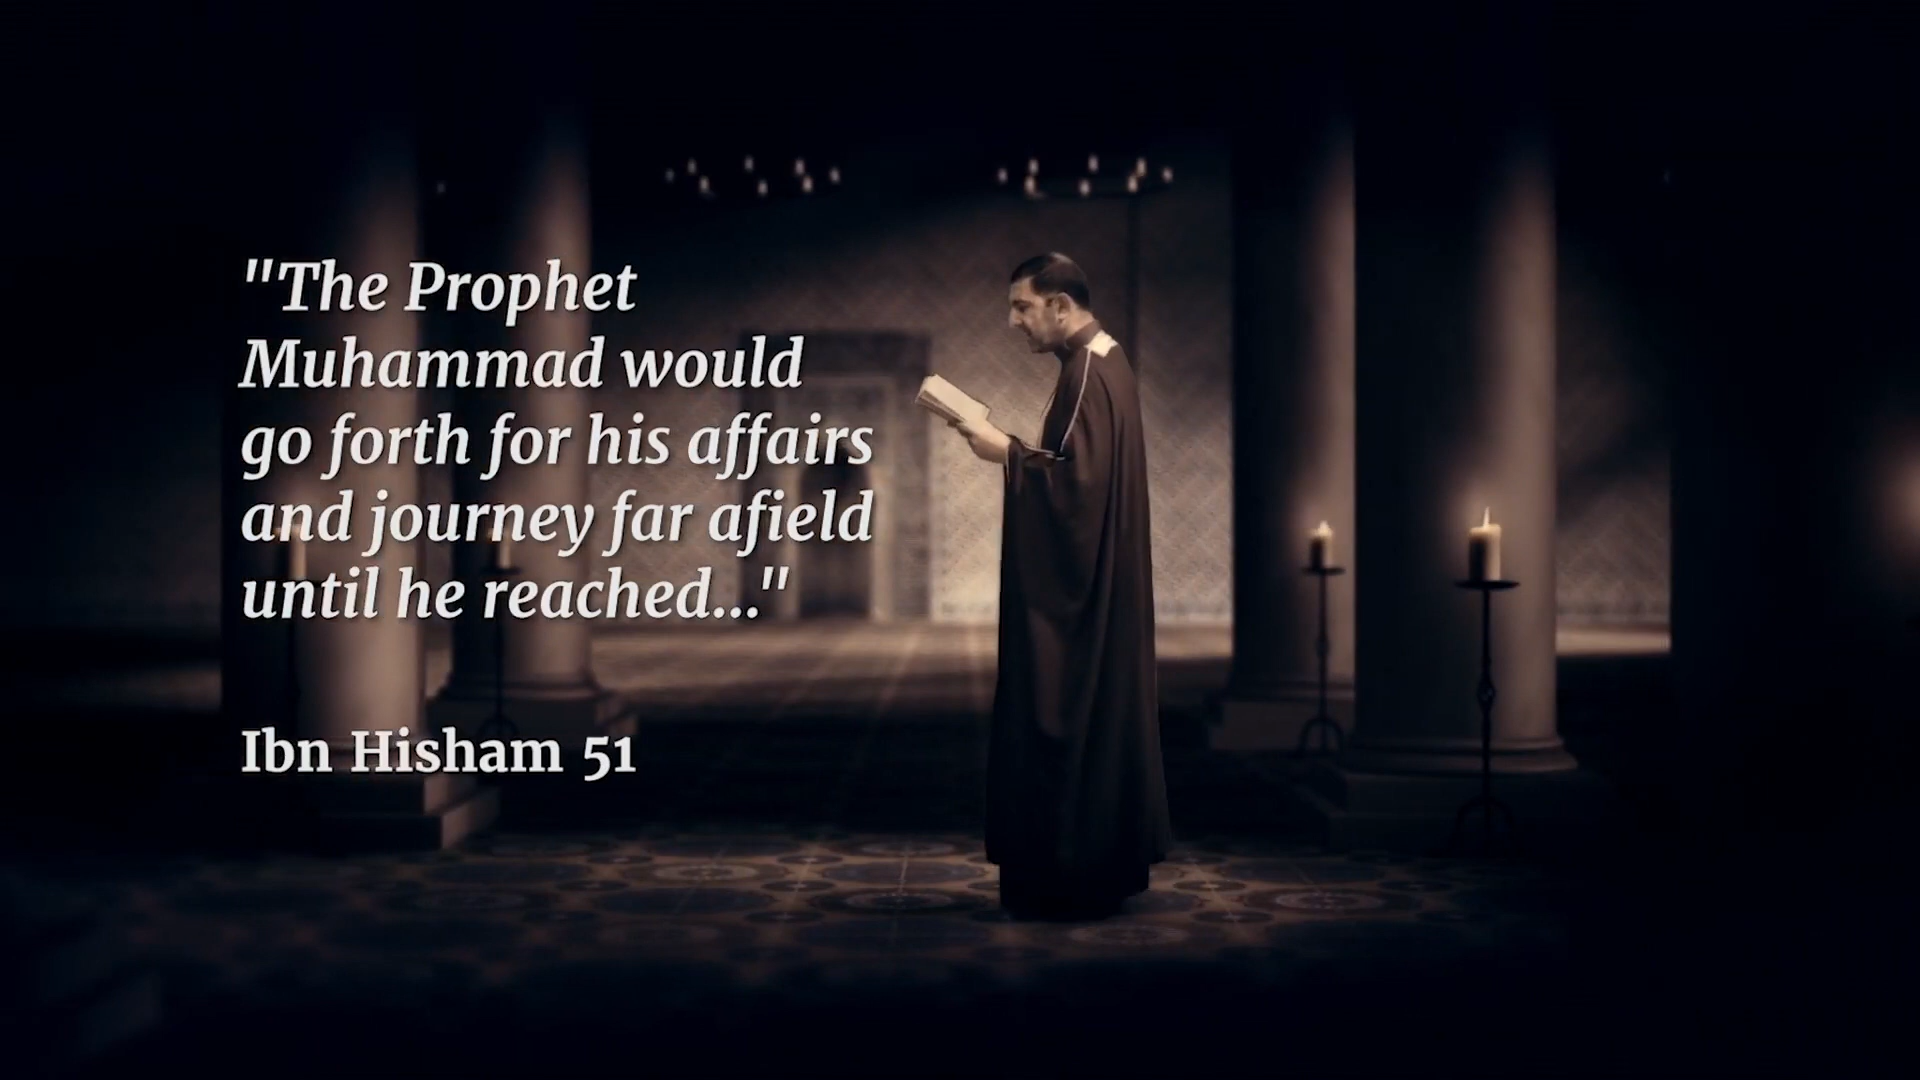 "The Prophet
Muhammad would
go forth for his affairs
and journey far afield
until he reached..."
Ibn Hisham 51